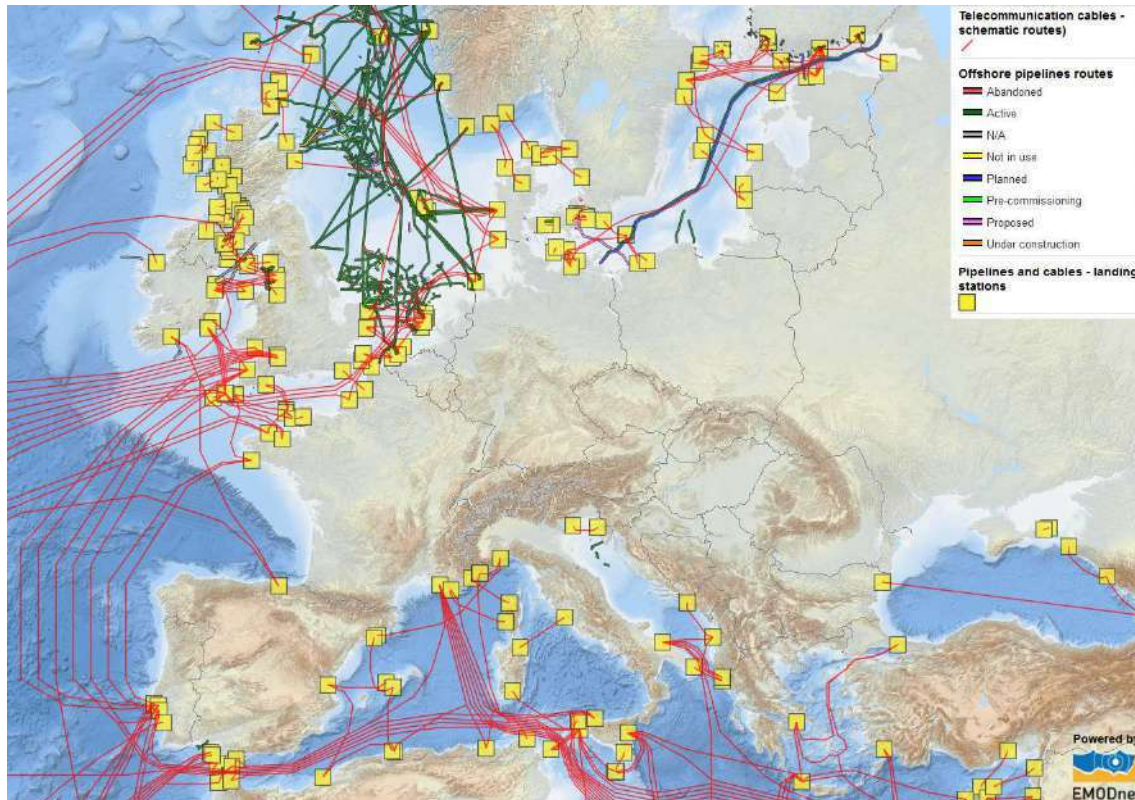 Telecommunication cables -
schematic routes)
Offshore pipelines routes
Abandoned
Active
N/A
Not in use
Planned
Pre-commissioning
Proposed
Under construction
Pipelines and cables - landing
stations
Powered by
EMODne